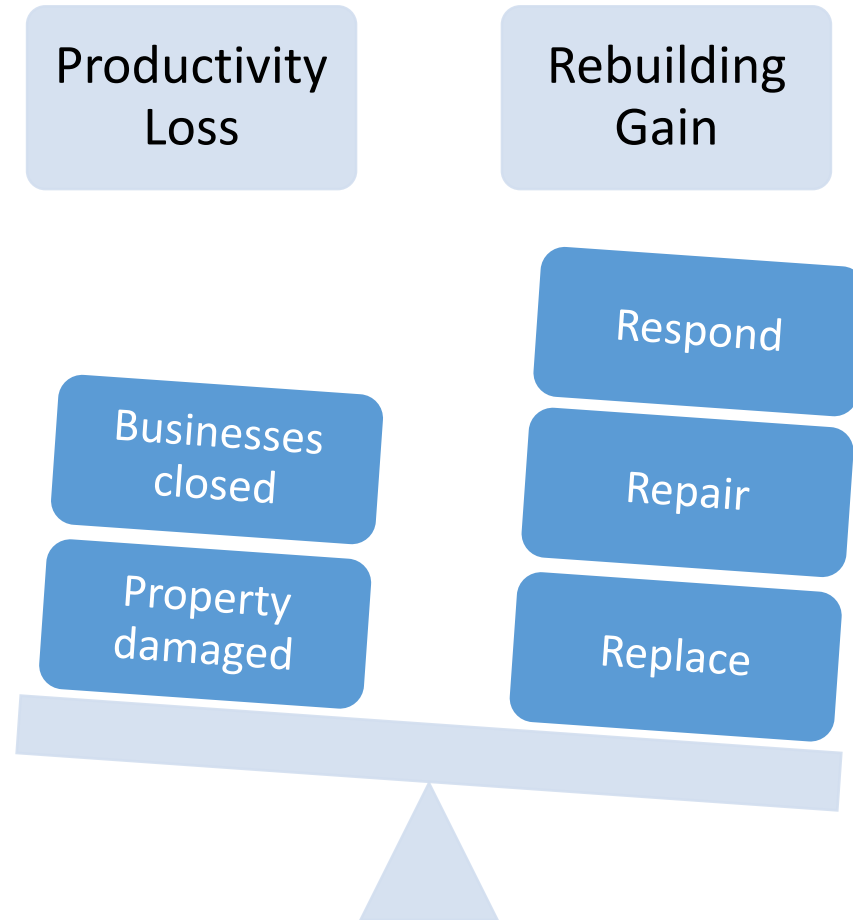 Productivity
Loss
Rebuilding
Gain
Businesses
closed
Property
damaged
Respond
Repair
Replace